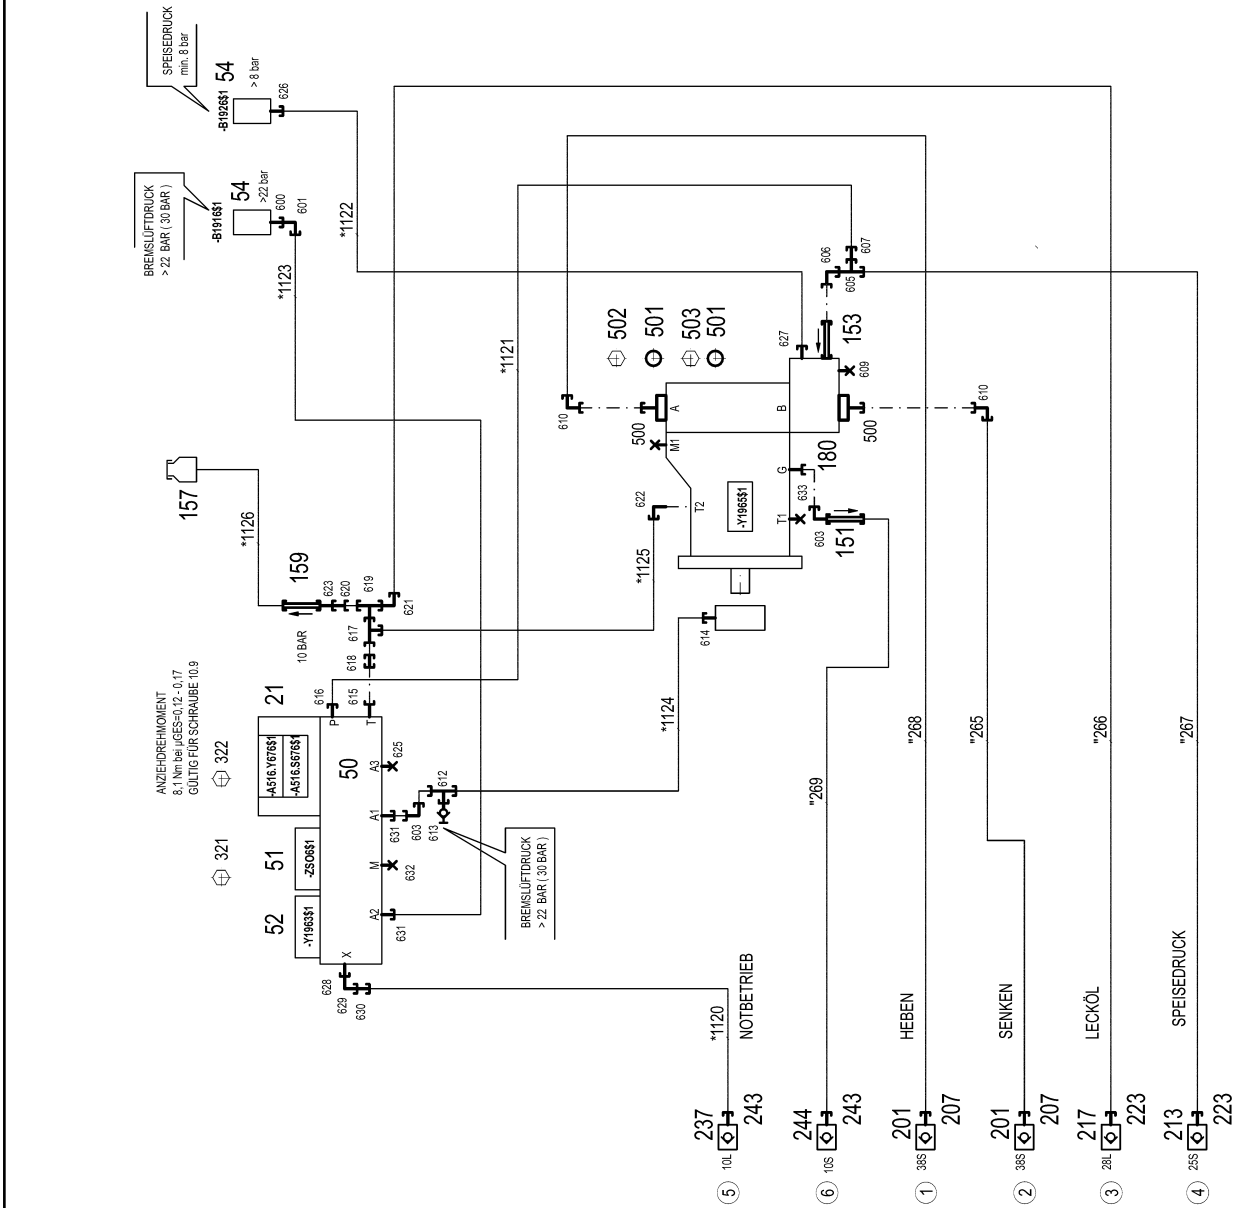 SPEISEDRUCK
min. 8 bar
-B1926$1
54
> 8 bar
626
BREMSLÜFTDRUCK
> 22 BAR ( 30 BAR )
-B1916$1
54
>22 bar
600
601
*1122
*1123
*1121
157
*1126
159
10 BAR
623
620
619
621
617
618
615
616
ANZIEHDREHMOMENT
8,1 Nm bei µGES=0,12 - 0,17
GÜLTIG FÜR SCHRAUBE 10.9
322
321
21
-A516.Y676$1
-A516.S676$1
51
-ZSO6$1
52
-Y1963$1
50
P
T
A3
A1
M
A2
X
625
631
603
612
613
632
631
628
629
630
BREMSLÜFTDRUCK
> 22 BAR ( 30 BAR )
*1125
*1124
614
622
T2
M1
610
500
A
B
502
501
503
501
627
153
606
605
607
609
500
610
180
G
633
T1
603
151
-Y1965$1
"269
"268
"265
"266
"267
*1120
NOTBETRIEB
HEBEN
SENKEN
LECKÖL
SPEISEDRUCK
237
243
10L
5
244
243
10S
6
201
207
38S
1
201
207
38S
2
217
223
28L
3
213
223
25S
4